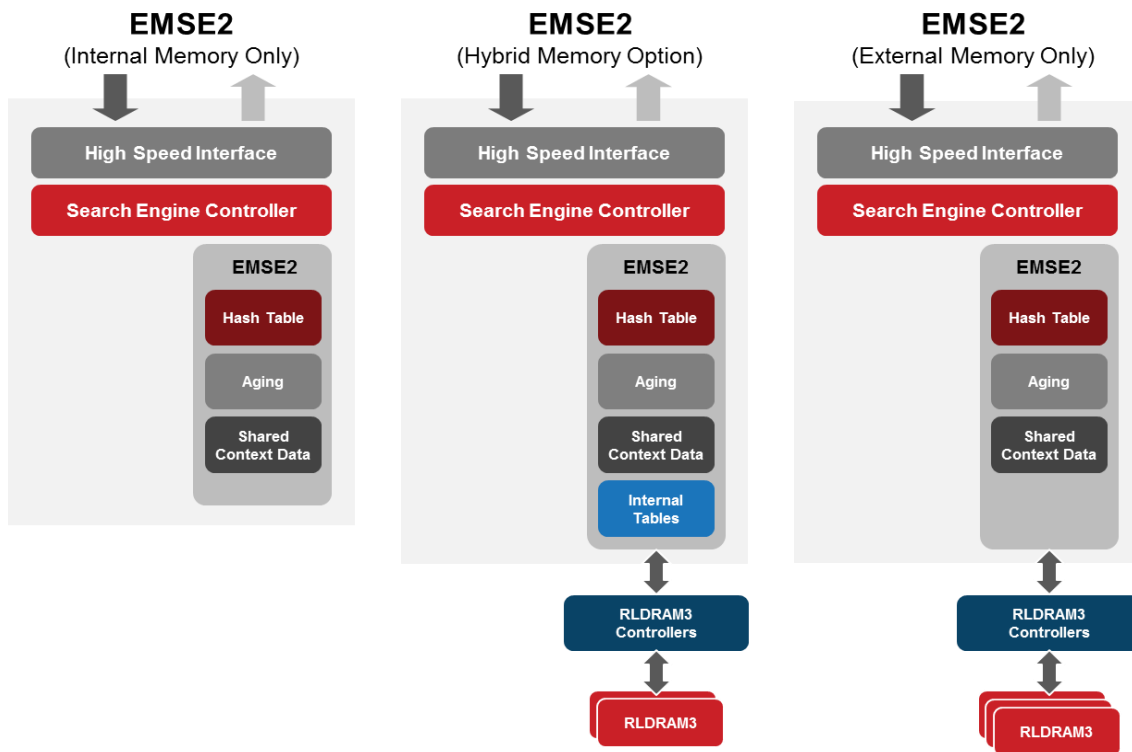 EMSE2
(Internal Memory Only)
High Speed Interface
Search Engine Controller
EMSE2
Hash Table
Aging
Shared
Context Data
EMSE2
(Hybrid Memory Option)
High Speed Interface
Search Engine Controller
EMSE2
Hash Table
Aging
Shared
Context Data
Internal
Tables
RLDRAM3
Controllers
RLDRAM3
EMSE2
(External Memory Only)
High Speed Interface
Search Engine Controller
EMSE2
Hash Table
Aging
Shared
Context Data
RLDRAM3
Controllers
RLDRAM3